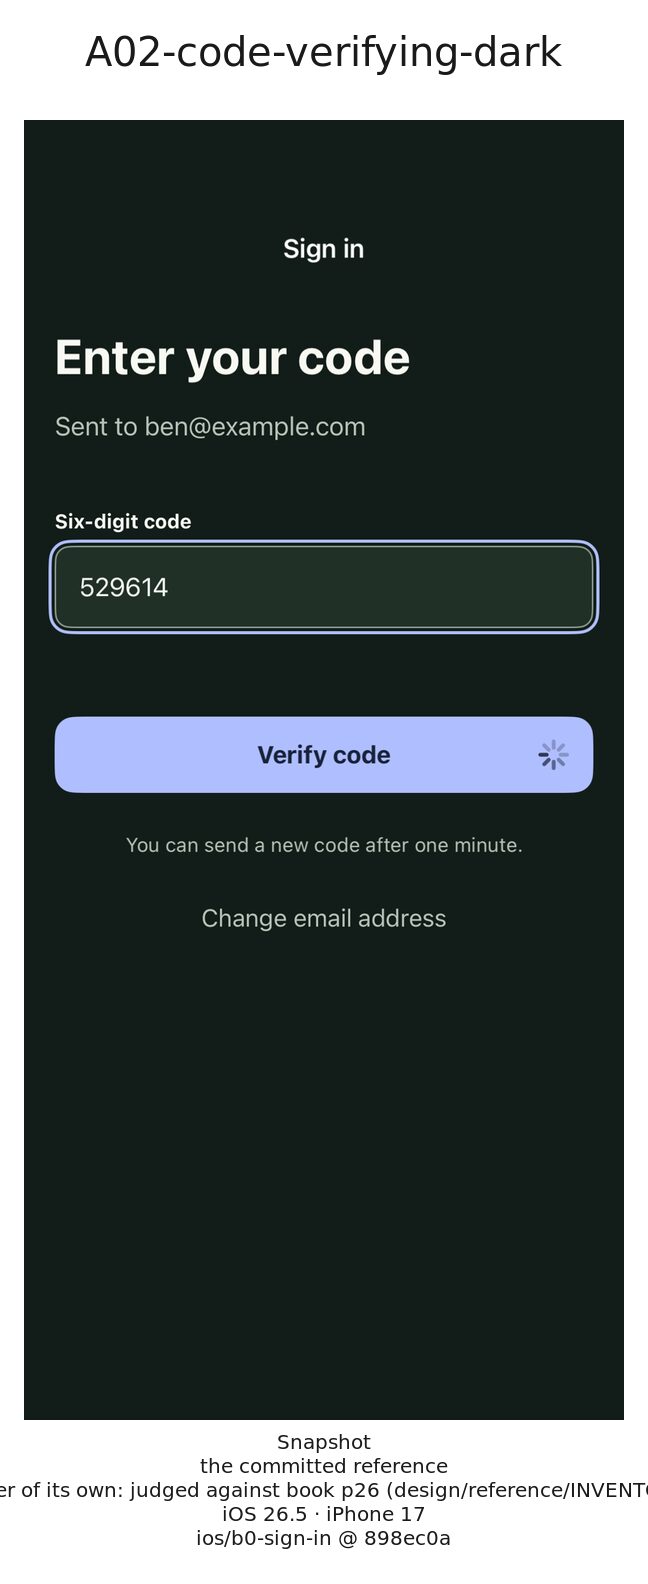 A02-code-verifying-dark
Sign in
Enter your code
Sent to ben@example.com
Six-digit code
529614
Verify code
You can send a new code after one minute.
Change email address
Snapshot
the committed reference
of its own: judged against book p26 (design/reference/
iOS 26.5 · iPhone 17
ios/b0-sign-in @ 898ec0a